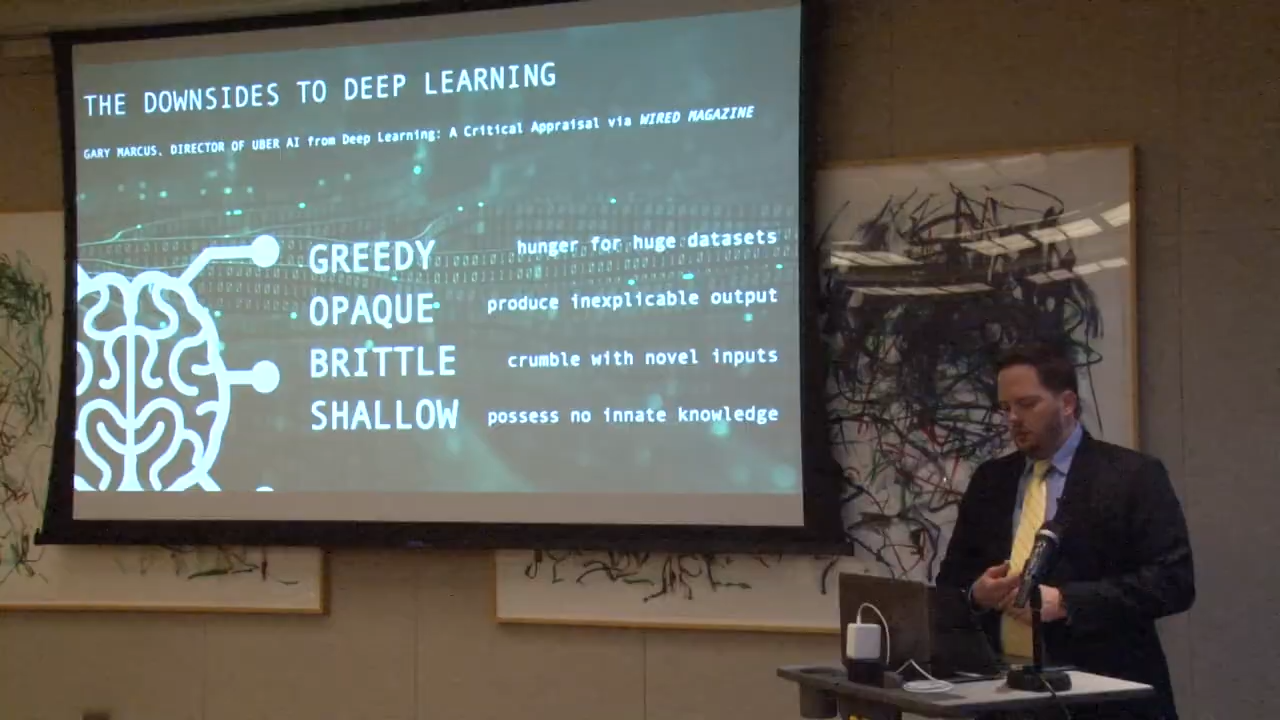 THE DOWNSIDES TO DEEP LEARNING
GARY MARCUS, DIRECTOR OF UBER AI from Deep Learning: A Critical Appraisal via WIRED MAGAZINE
GREEDY hunger for huge datasets
OPAQUE produce inexplicable output
BRITTLE crumble with novel inputs
SHALLOW possess no innate knowledge